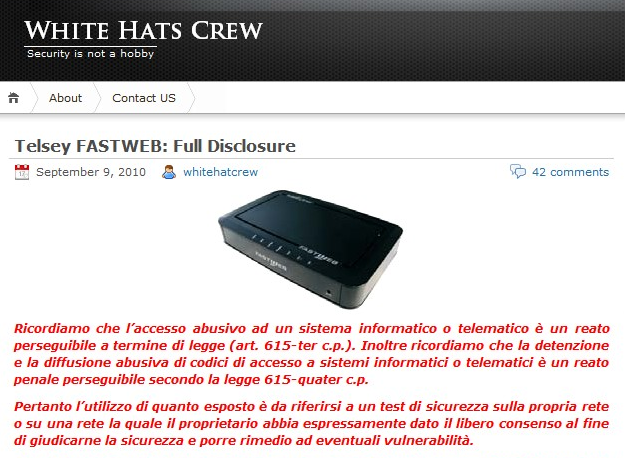 White Hats Crew
Security is not a hobby
About
Contact US
Telsey FASTWEB: Full Disclosure
September 9, 2010
whitehatcrew
42 comments
FASTWEB
FASTWEB
Ricordiamo che l’accesso abusivo ad un sistema informatico o telematico è un reato
perseguibile a termine di legge (art. 615-ter c.p.). Inoltre ricordiamo che la detenzione
e la diffusione abusiva di codici di accesso a sistemi informatici o telematici è un reato
penale perseguibile secondo la legge 615-quater c.p.
Pertanto l’utilizzo di quanto esposto è da riferirsi a un test di sicurezza sulla propria rete
o su una rete la quale il proprietario abbia espressamente dato il libero consenso al fine
di giudicarne la sicurezza e porre rimedio ad eventuali vulnerabilità.